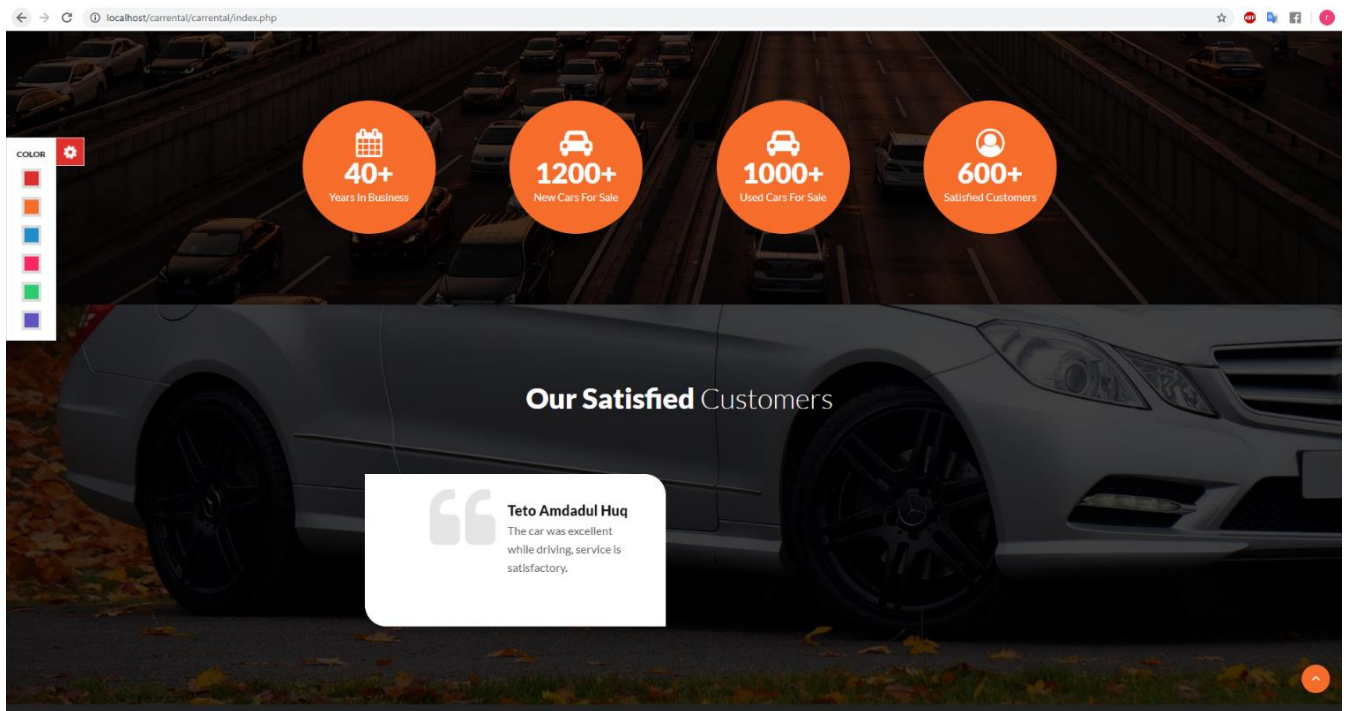 localhost/carrental/carrental/index.php
ABP
r
COLOR
40+
Years In Business
1200+
New Cars For Sale
1000+
Used Cars For Sale
600+
Satisfied Customers
Our Satisfied Customers
Teto Amdadul Huq
The car was excellent
while driving, service is
satisfactory.